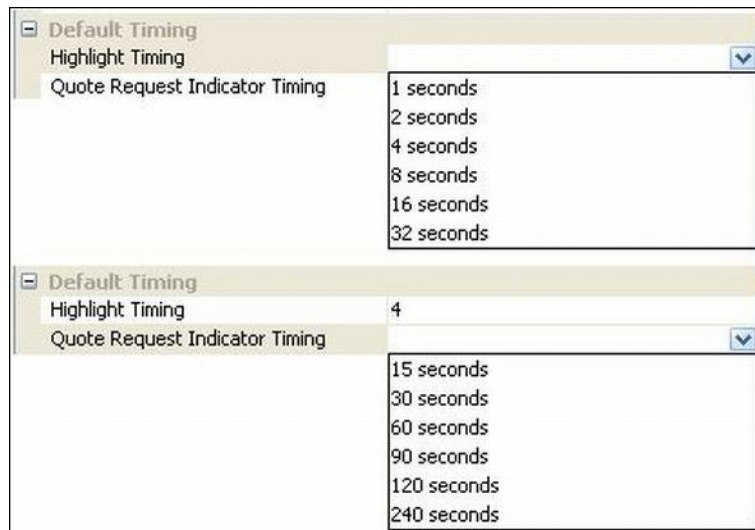 Default Timing
Highlight Timing
Quote Request Indicator Timing
1 seconds
2 seconds
4 seconds
8 seconds
16 seconds
32 seconds
Default Timing
Highlight Timing 4
Quote Request Indicator Timing
15 seconds
30 seconds
60 seconds
90 seconds
120 seconds
240 seconds